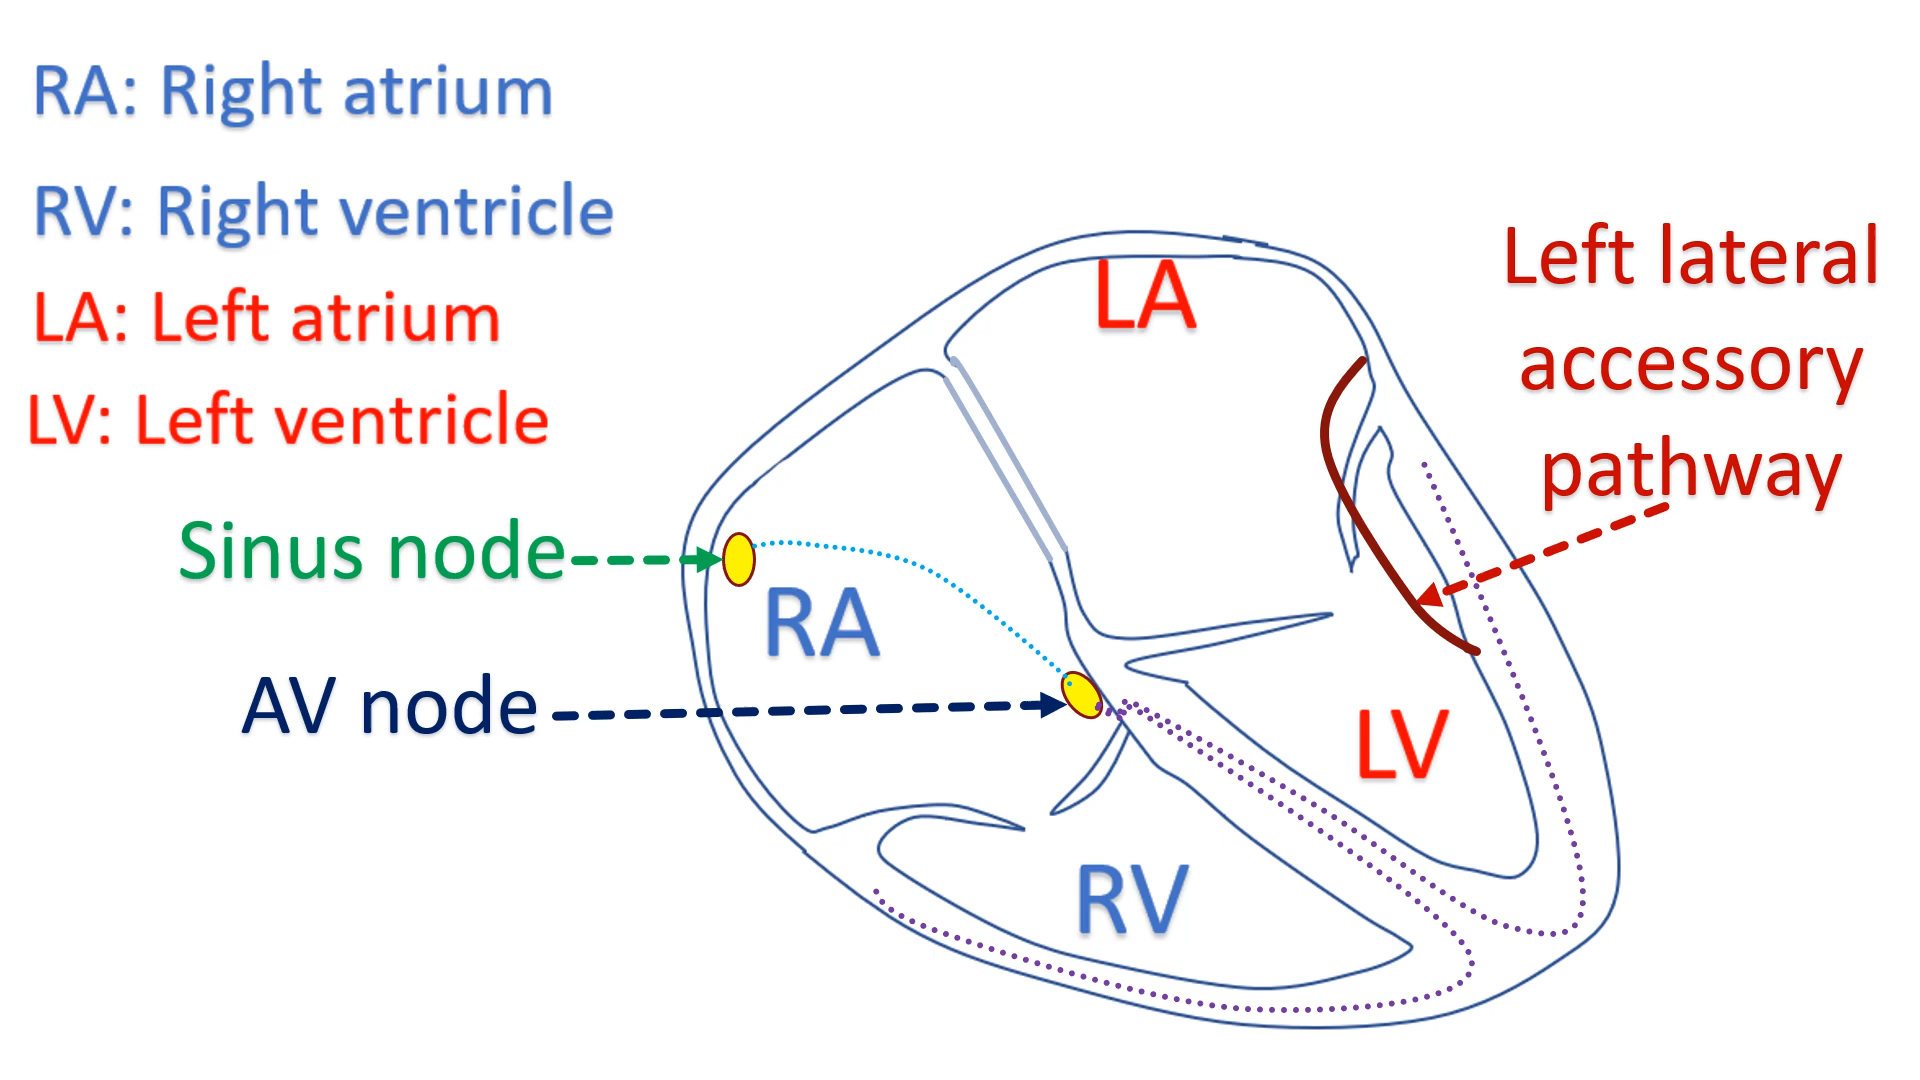 RA: Right atrium
RV: Right ventricle
LA: Left atrium
LV: Left ventricle
Sinus node
AV node
LA
RA
LV
RV
Left lateral
accessory
pathway